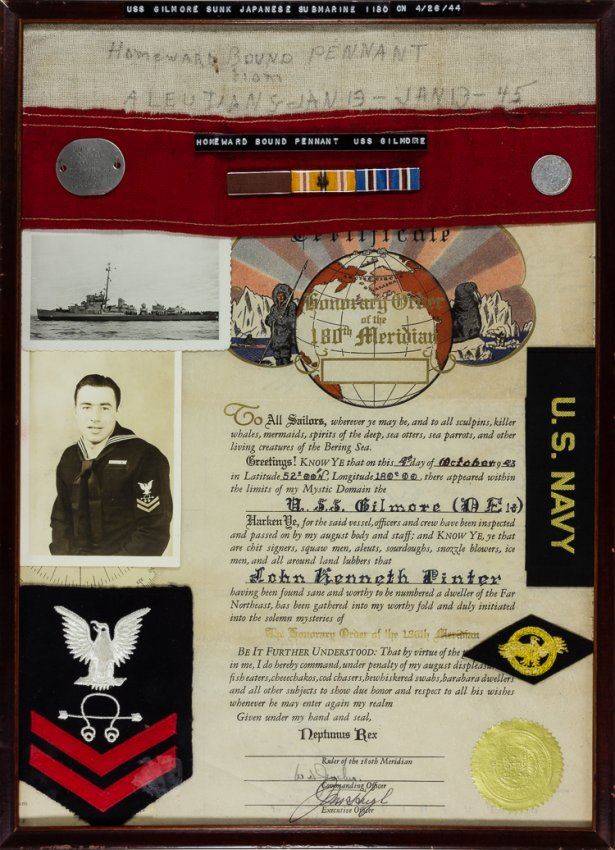 USS GILMORE SUNK JAPANESE SUBMARINE I180 ON 4/26/44
HOMEWARD BOUND PENNANT
from
ALEUTIANS-JAN 13-JAN 13-45
HOMEWARD BOUND PENNANT USS GILMORE
Certificate
Honorary Order
of the
180th Meridian
To All Sailors, wherever ye may be, and to all sculpins, killer
whales, mermaids, spirits of the deep, sea otters, sea parrots, and other
living creatures of the Bering Sea.
Greetings! KNOW YE that on this 4th day of October 1943
in Latitude 52°00N, Longitude 180°00, there appeared within
the limits of my Mystic Domain the
U.S.S. Gilmore (DE18)
Harken Ye, for the said vessel, officers and crew have been inspected
and passed on by my august body and staff; and KNOW YE, ye that
are chit signers, squaw men, aleuts, sourdoughs, snozzle blowers, ice
men, and all around land lubbers that
John Kenneth Pinter
having been found sane and worthy to be numbered a dweller of the Far
Northeast, has been gathered into my worthy fold and duly initiated
into the solemn mysteries of
The Honorary Order of the 180th Meridian
BE IT FURTHER UNDERSTOOD: That by virtue of the
in me, I do hereby command, under penalty of my august displeasure
fish eaters, cheechakos, cod chasers, bewhiskered swabs, barabara dwellers
and all other subjects to show due honor and respect to all his wishes
whenever he may enter again my realm
Given under my hand and seal,
Neptunus Rex
Ruler of the 180th Meridian
Commanding Officer
Executive Officer
U.S. NAVY